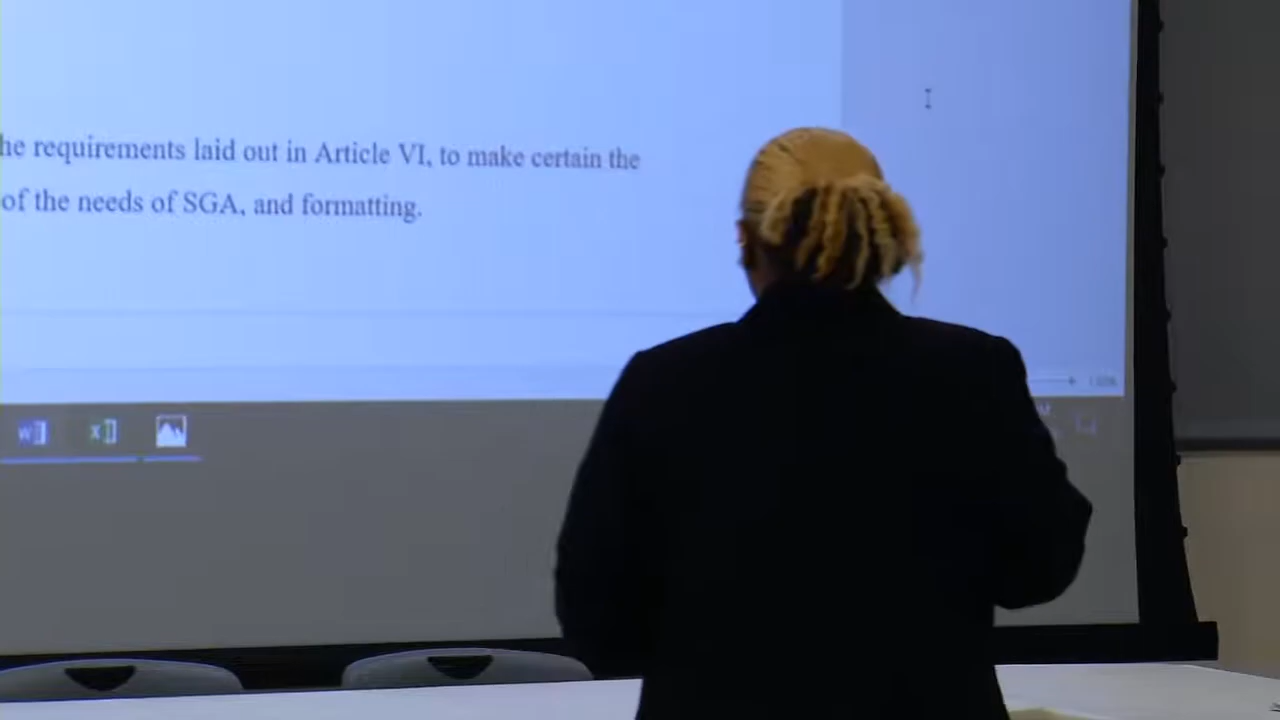 he requirements laid out in Article VI, to make certain the
of the needs of SGA, and formatting.
W
X